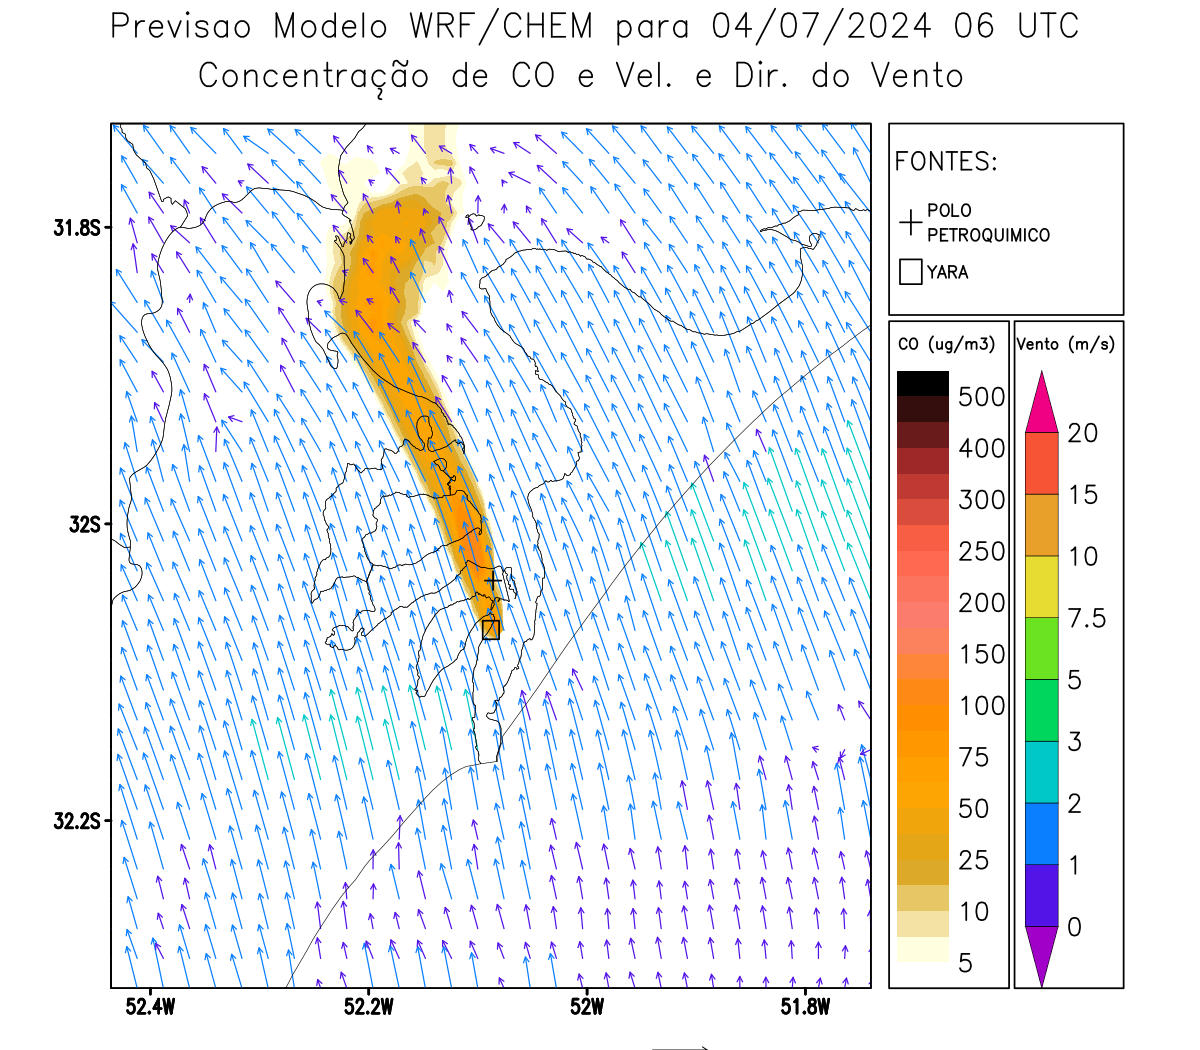 Previsao Modelo WRF/CHEM para 04/07/2024 06 UTC
Concentração de CO e Vel. e Dir. do Vento
FONTES:
POLO
PETROQUIMICO
YARA
CO (ug/m3)
500
400
300
250
200
150
100
75
50
25
10
5
Vento (m/s)
20
15
10
7.5
5
3
2
1
0
31.8S
32S
32.2S
52.4W
52.2W
52W
51.8W